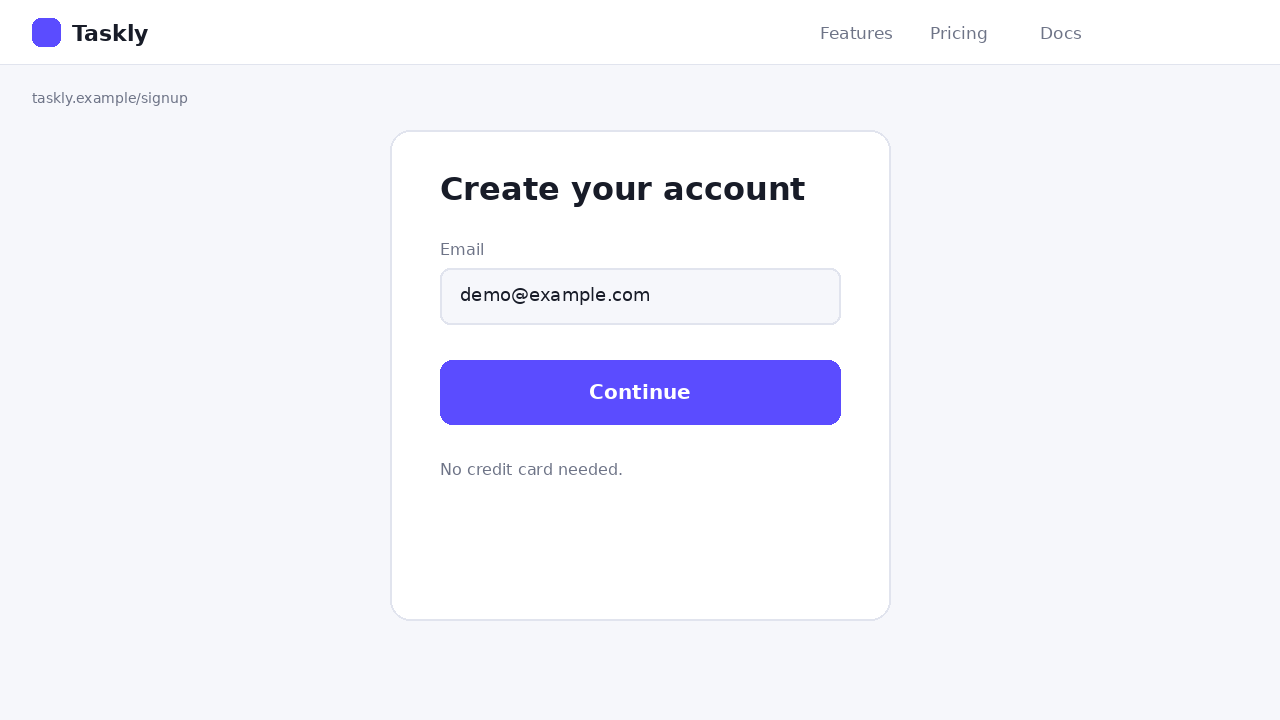 Taskly
Features Pricing Docs
taskly.example/signup
Create your account
Email
demo@example.com
Continue
No credit card needed.